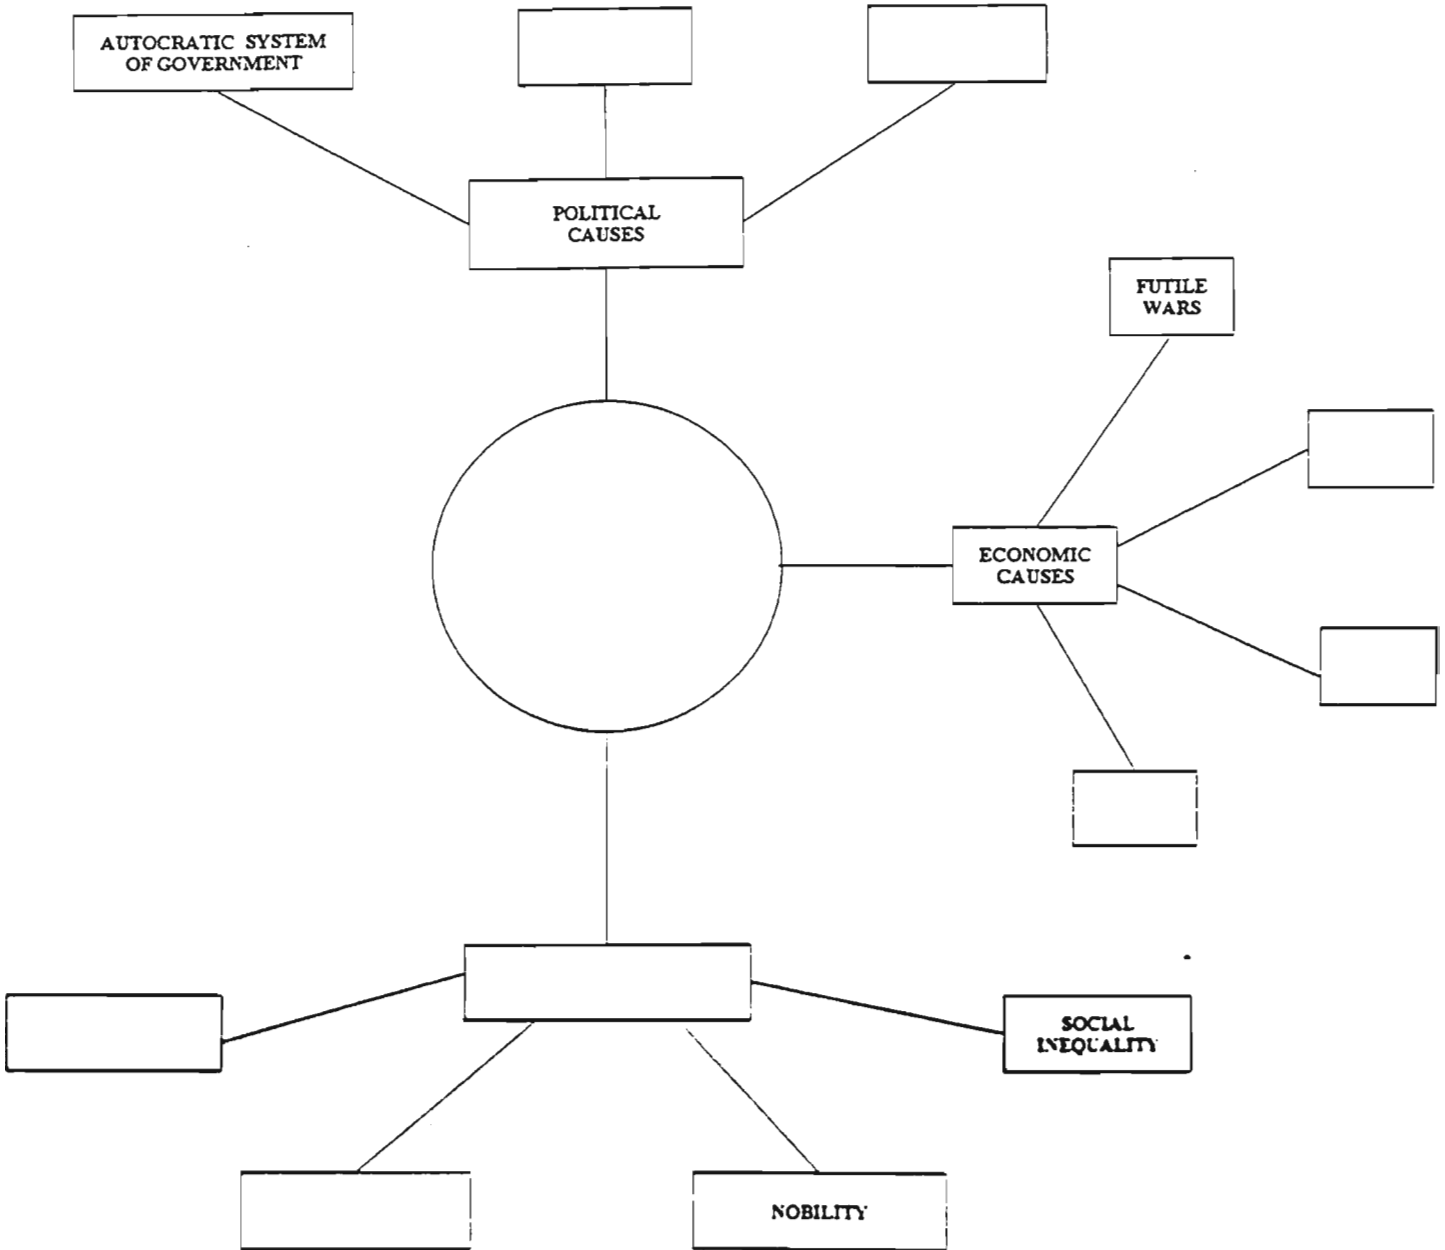 AUTOCRATIC SYSTEM
OF GOVERNMENT
POLITICAL
CAUSES
FUTILE
WARS
ECONOMIC
CAUSES
SOCIAL
INEQUALITY
NOBILITY